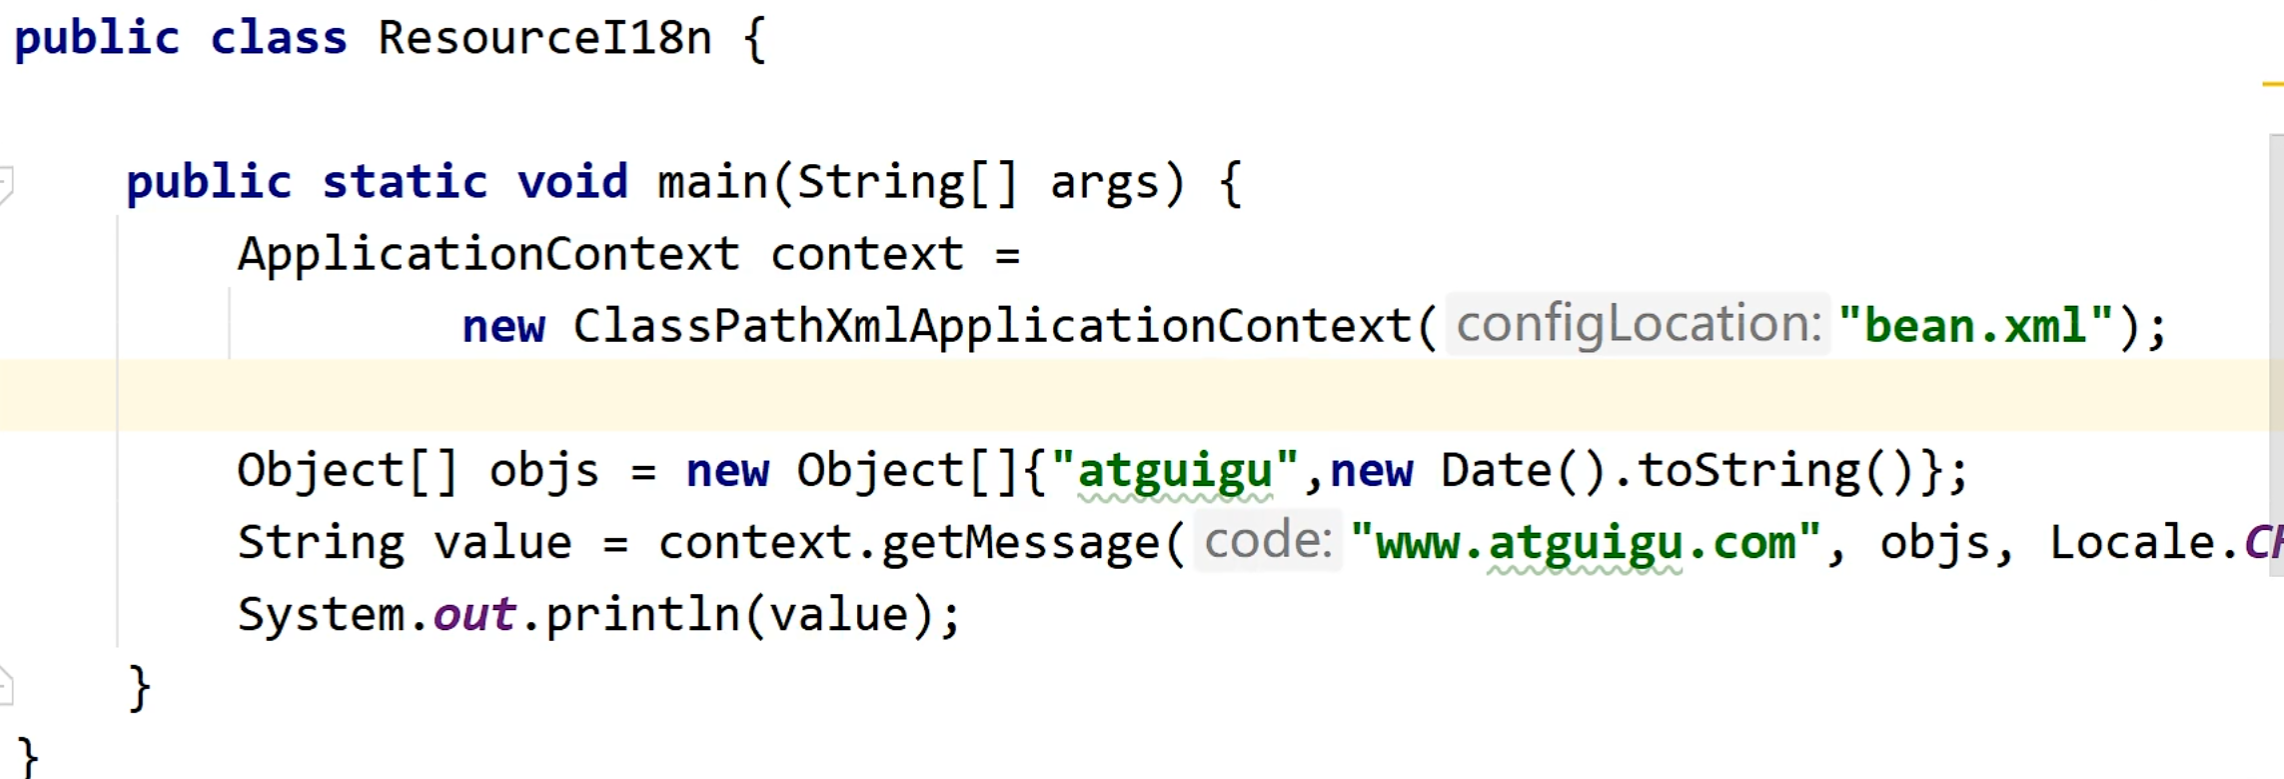 public class ResourceI18n {
public static void main(String[] args) {
ApplicationContext context =
new ClassPathXmlApplicationContext( configLocation: "bean.xml");
Object[] objs = new Object[]{"atguigu",new Date().toString()};
String value = context.getMessage( code: "www.atguigu.com", objs, Locale.
System.out.println(value);
}
}